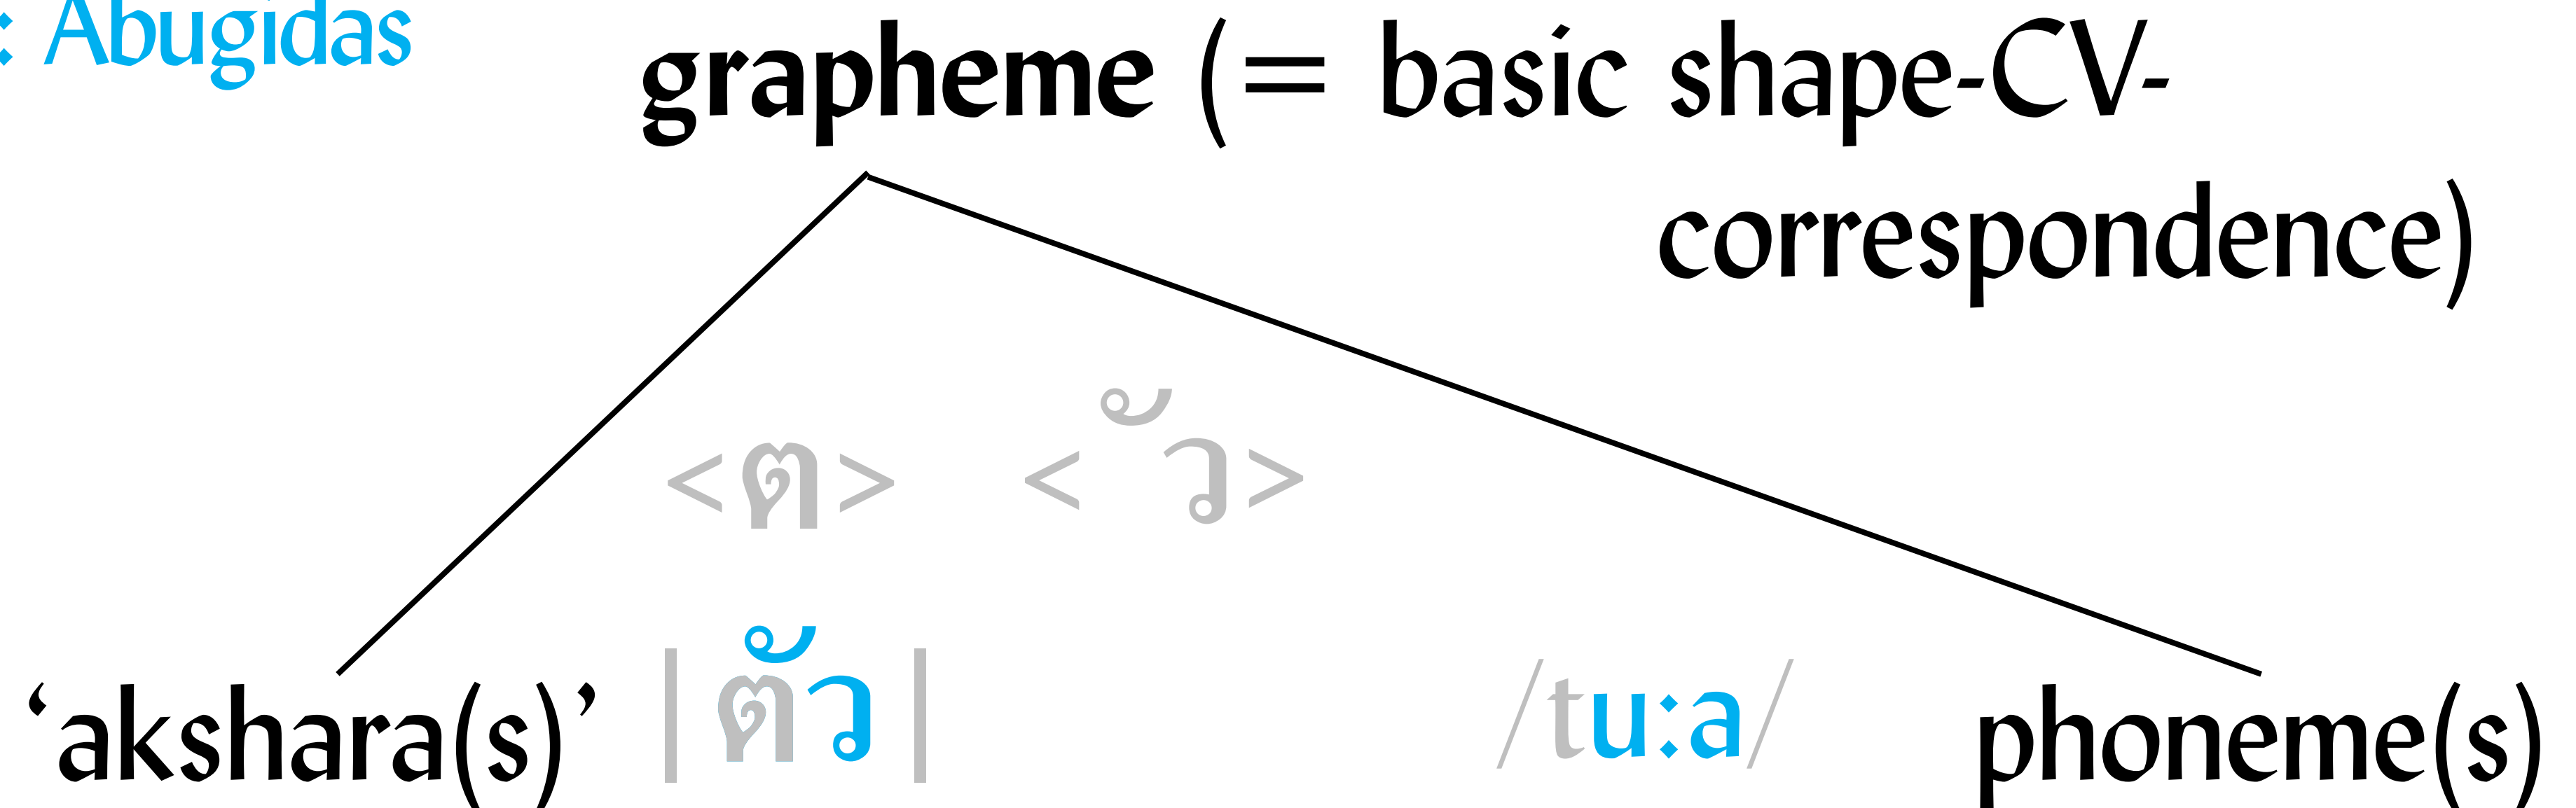 : Abugidas
grapheme (= basic shape-CV-
correspondence)
<ต> < ัว>
‘akshara(s)’ |ตัว| /tu:a/ phoneme(s)